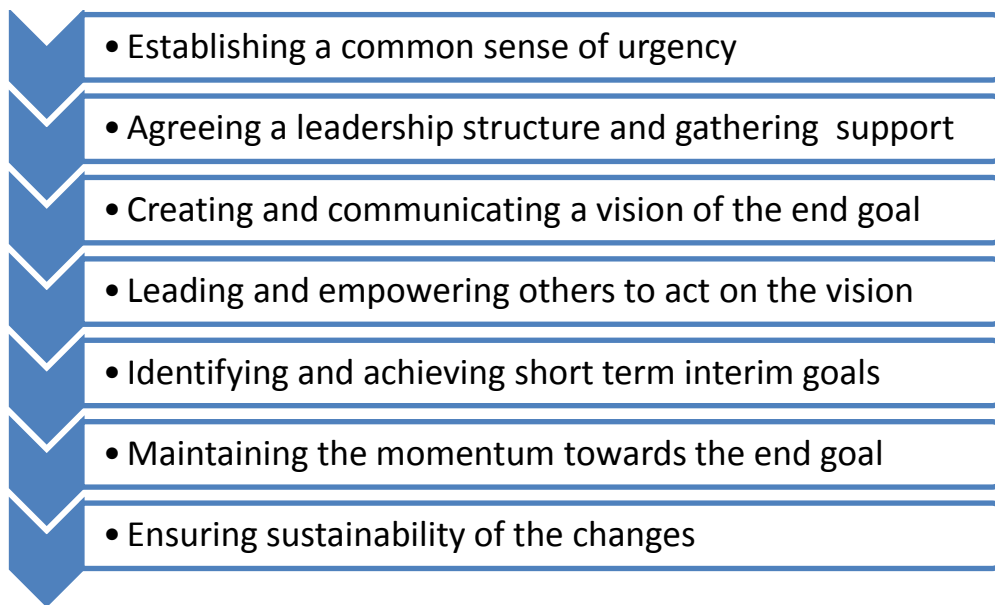 • Establishing a common sense of urgency
• Agreeing a leadership structure and gathering  support
• Creating and communicating a vision of the end goal
• Leading and empowering others to act on the vision
• Identifying and achieving short term interim goals
• Maintaining the momentum towards the end goal
• Ensuring sustainability of the changes